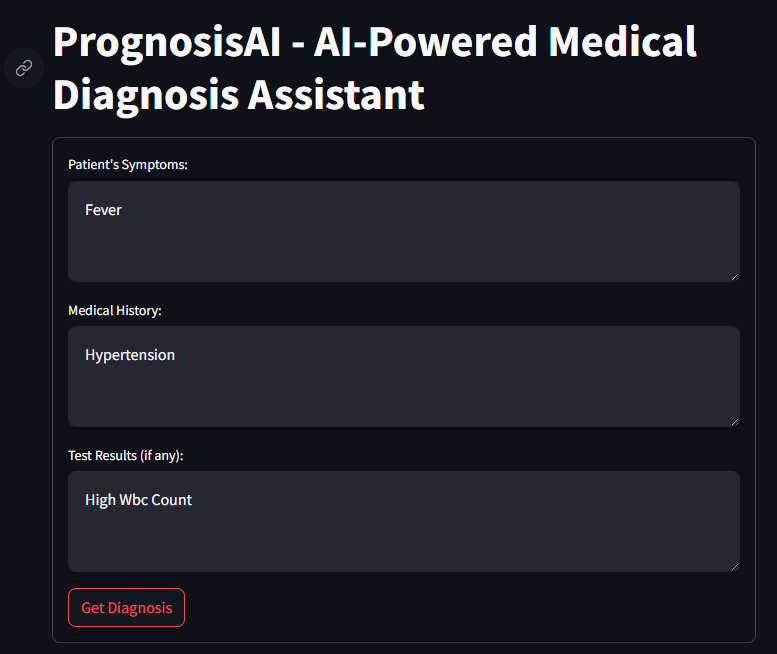 PrognosisAI - AI-Powered Medical
Diagnosis Assistant
Patient's Symptoms:
Fever
Medical History:
Hypertension
Test Results (if any):
High Wbc Count
Get Diagnosis